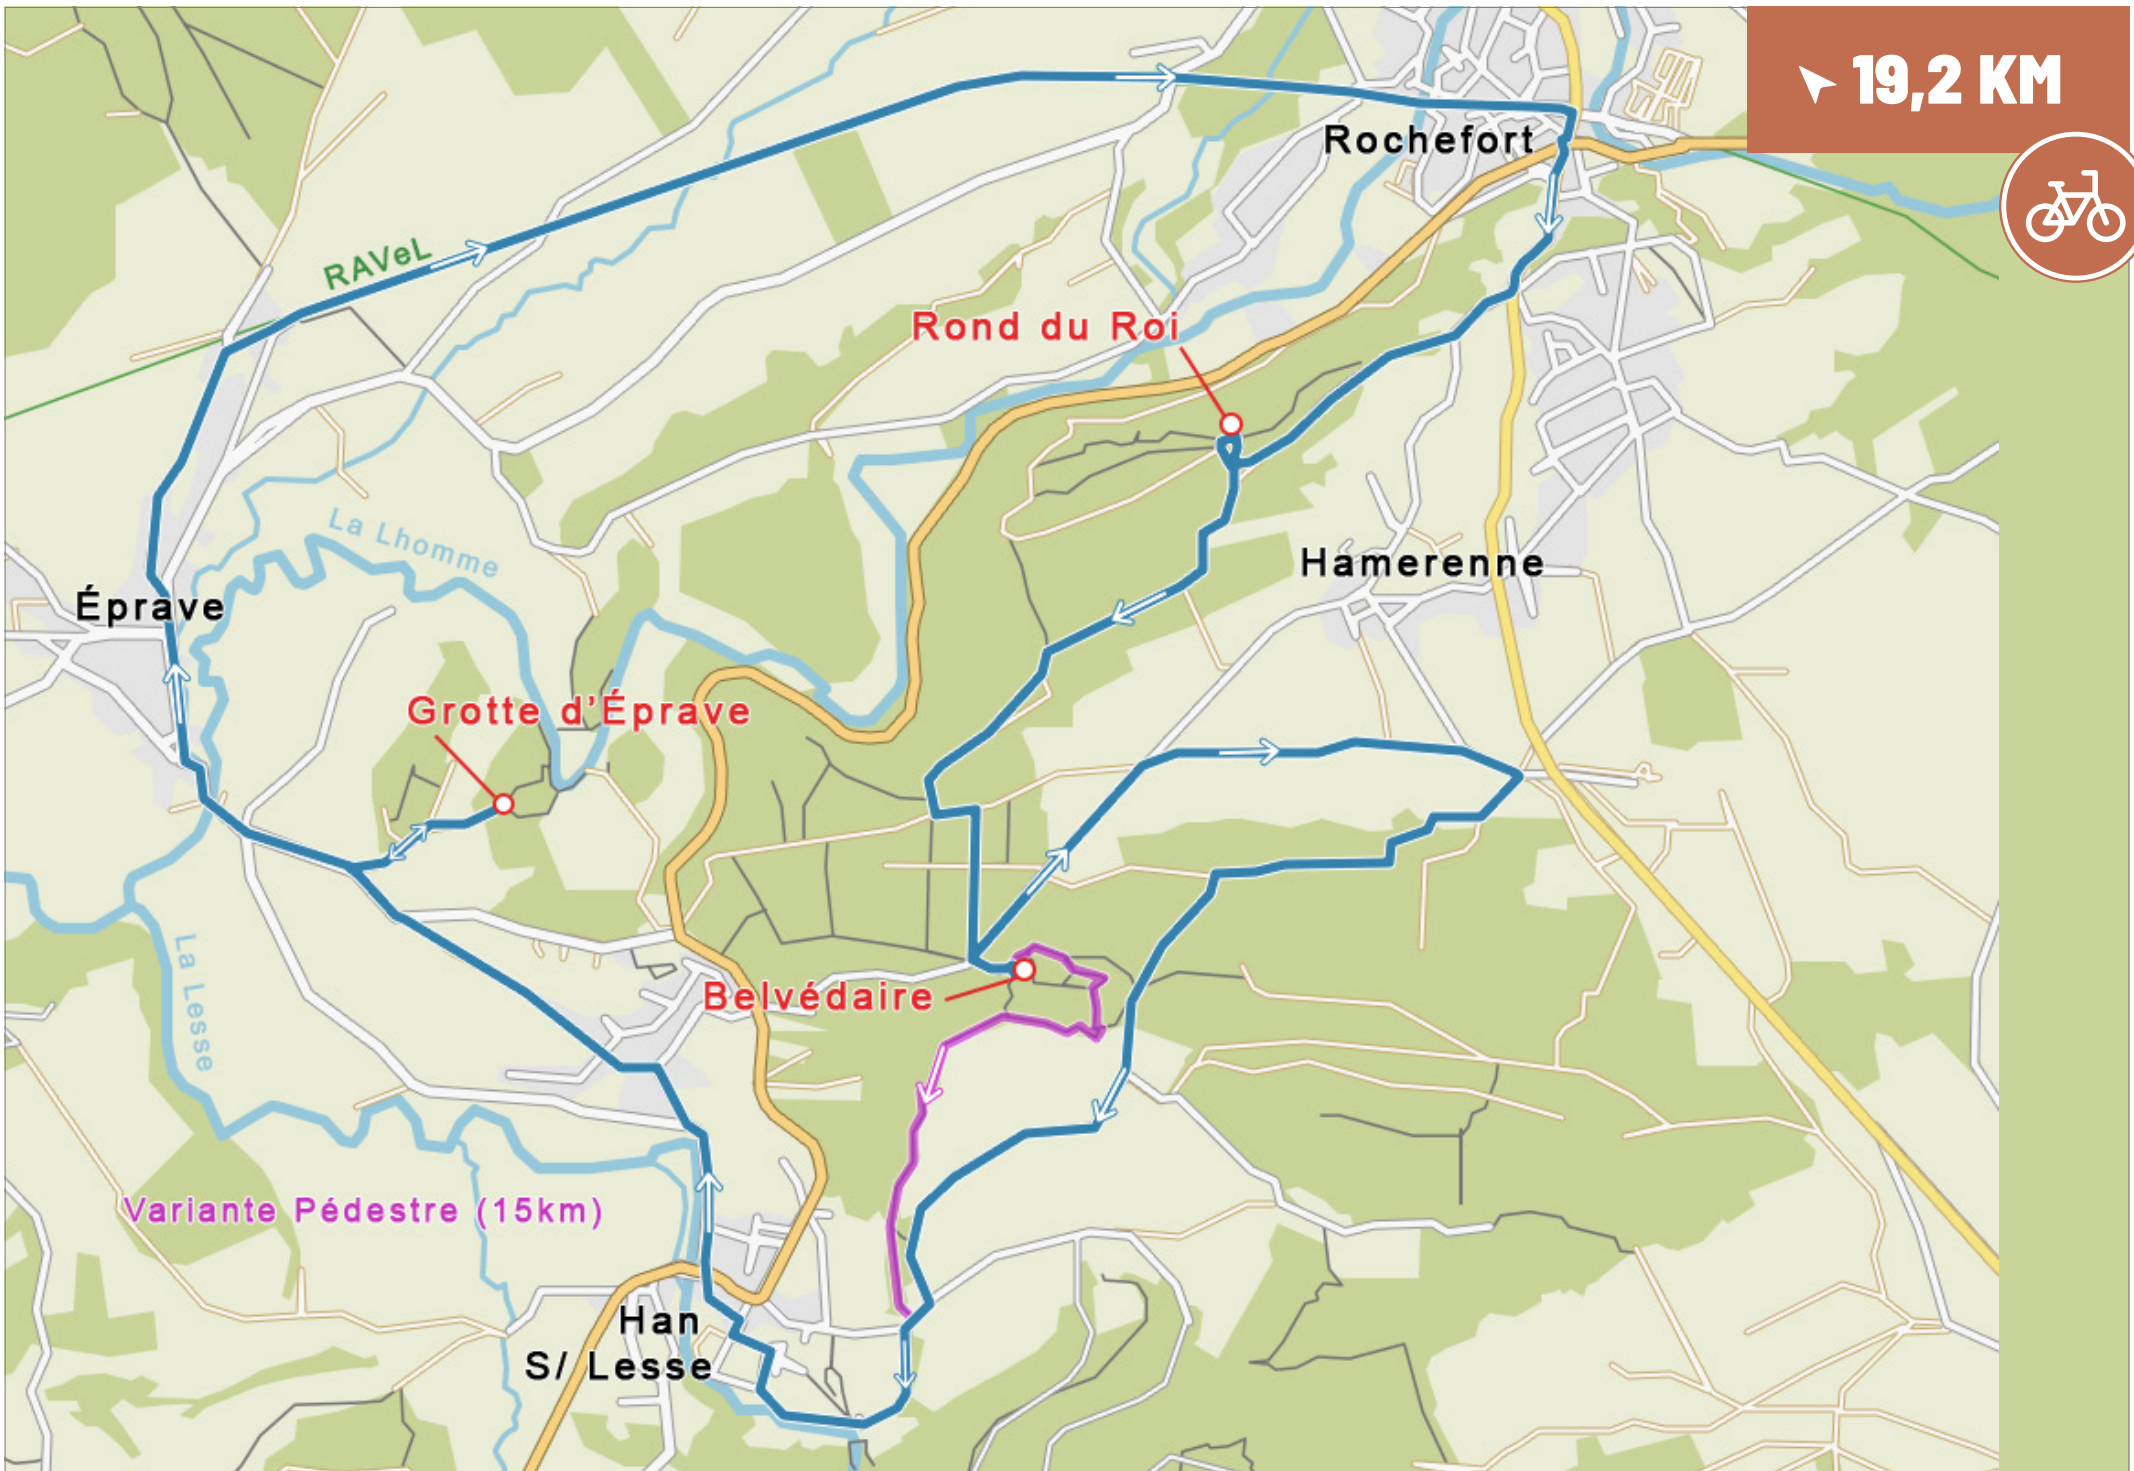 19,2 KM
Rochefort
RAVeL
Rond du Roi
La Lhomme
Hamerenne
Éprave
Grotte d'Éprave
La Lesse
Belvédaire
Variante Pédestre (15km)
Han
S/ Lesse